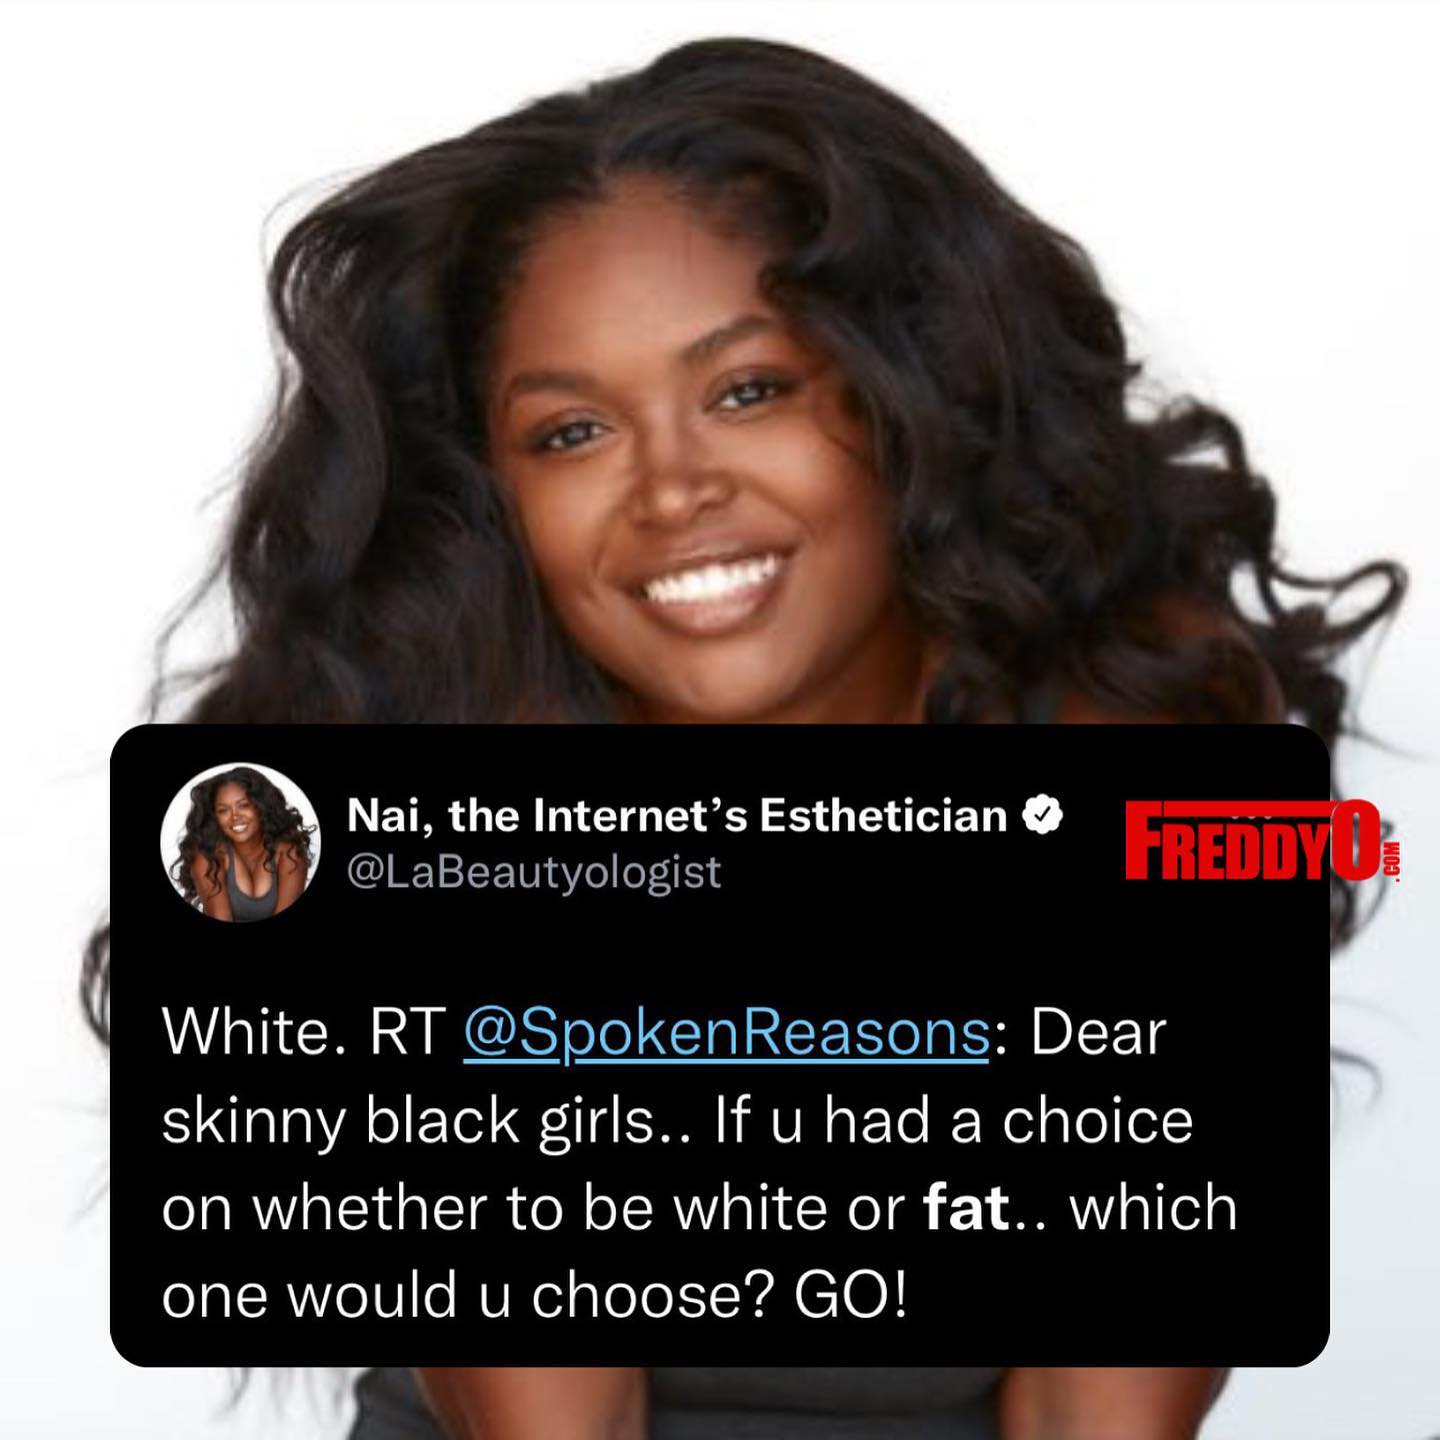 Nai, the Internet’s Esthetician
@LaBeautyologist
FREDDYO.COM
White. RT @SpokenReasons: Dear
skinny black girls.. If u had a choice
on whether to be white or fat.. which
one would u choose? GO!